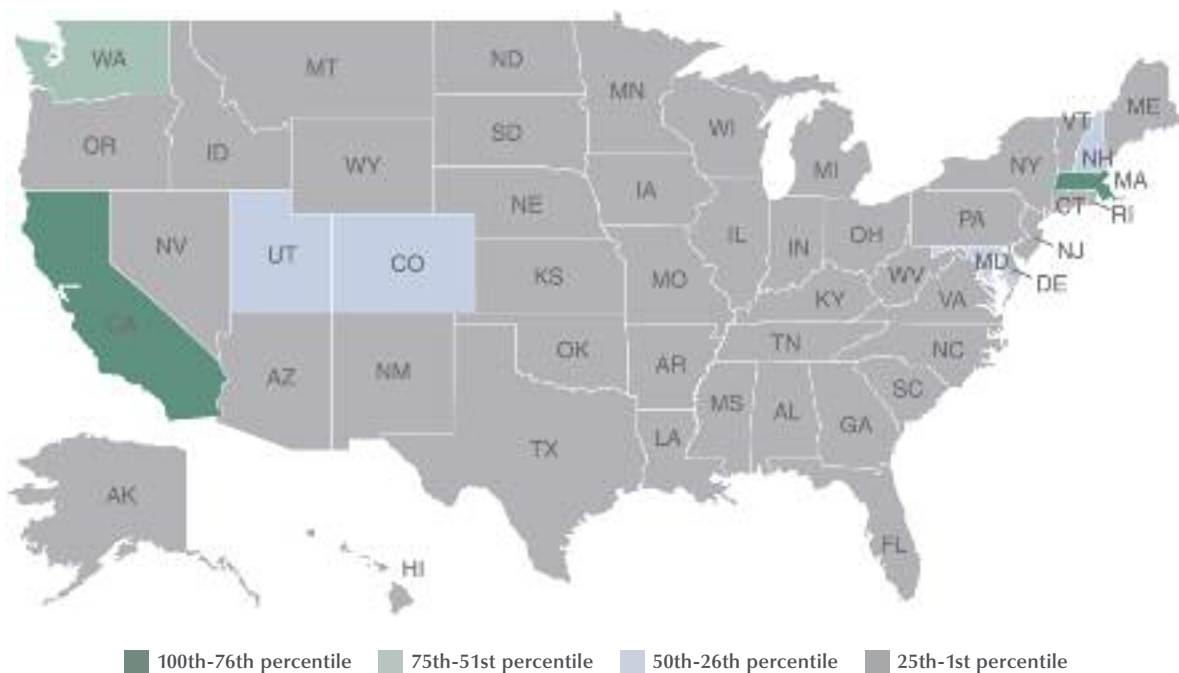 WA
MT
ND
MN
ME
VT
OR
ID
SD
WI
NH
WY
MI
NY
MA
IA
CT
RI
NE
PA
NV
UT
CO
IL
IN
OH
NJ
MD
KS
MO
WV
DE
KY
VA
CA
TN
NC
OK
AR
AZ
NM
SC
MS
AL
GA
TX
LA
AK
FL
HI
100th-76th percentile
75th-51st percentile
50th-26th percentile
25th-1st percentile